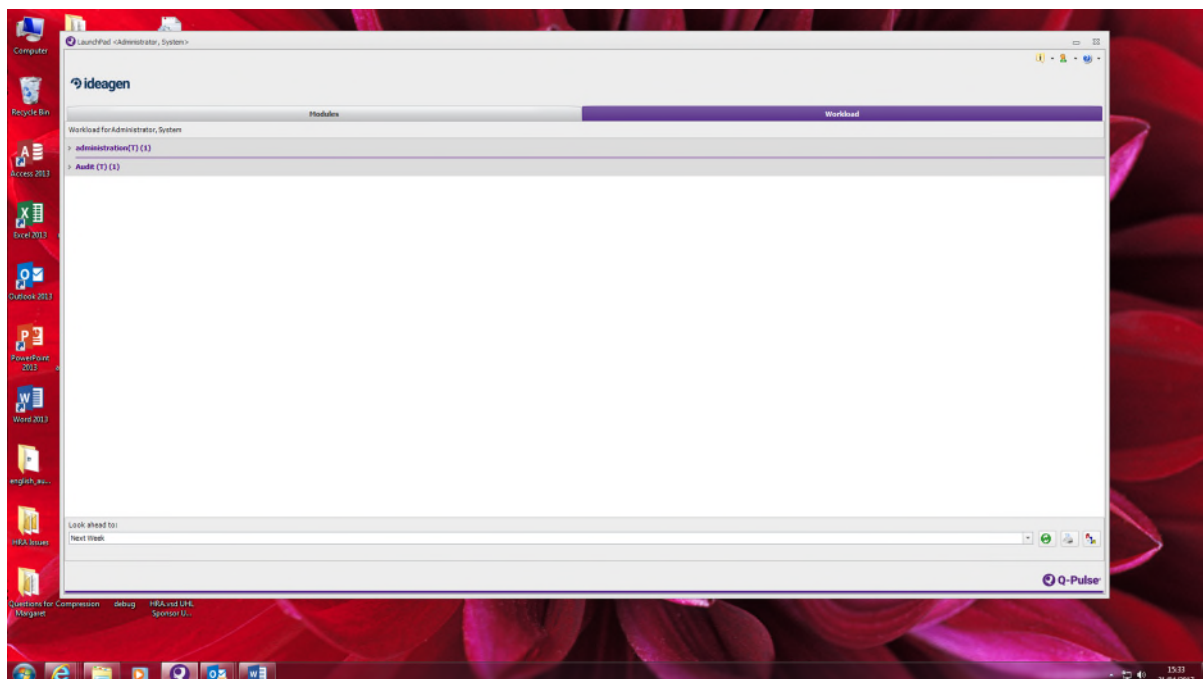 LaunchPad <Administrator, System>
ideagen
Modules
Workload
Workload for Administrator, System
administration(T) (1)
Audit (T) (1)
Look ahead to:
Next Week
Q-Pulse
Computer
Recycle Bin
Access 2013
Excel 2013
Outlook 2013
PowerPoint
2013
Word 2013
english_au...
HRA Issues
Questions for
Margaret
Compression
debug
HRA.vsd UHL
Sponsor U...
15:33